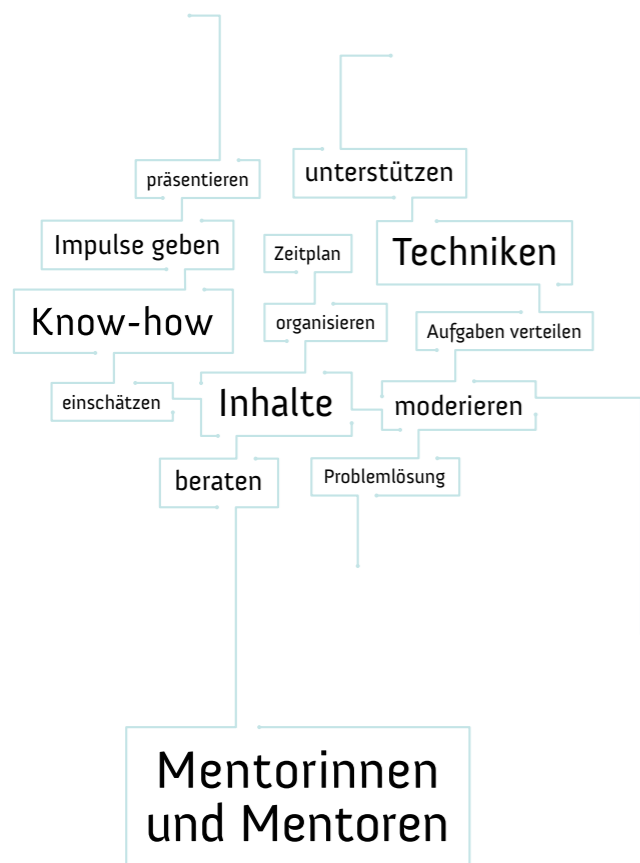 präsentieren
unterstützen
Impulse geben
Zeitplan
Techniken
Know-how
organisieren
Aufgaben verteilen
einschätzen
Inhalte
moderieren
beraten
Problemlösung
Mentorinnen
und Mentoren